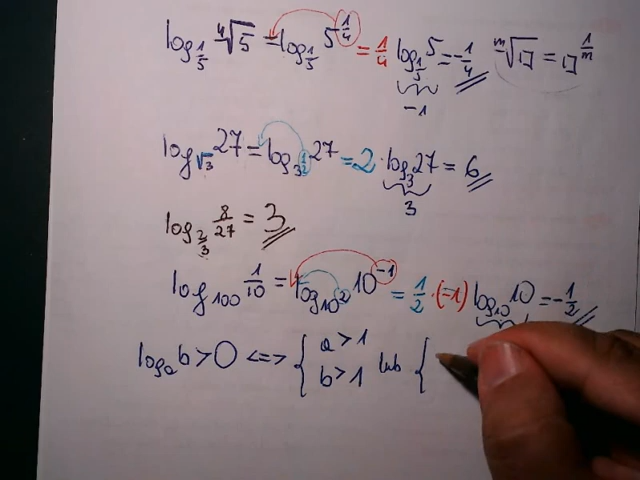 log_{1/5} ⁴√5 = log_{1/5} 5^{1/4} = 1/4 log_{1/5} 5 = -1/4   ᵐ√□ = □^{1/m}
-1
log_{√3} 27 = log_{3^{1/2}} 27 = 2 · log_3 27 = 6
3
log_{2/3} 8/27 = 3
log_{100} 1/10 = log_{10^2} 10^{-1} = 1/2 · (-1) log_{10} 10 = -1/2
log_a b > 0 <=> { a > 1 b > 1 lub {